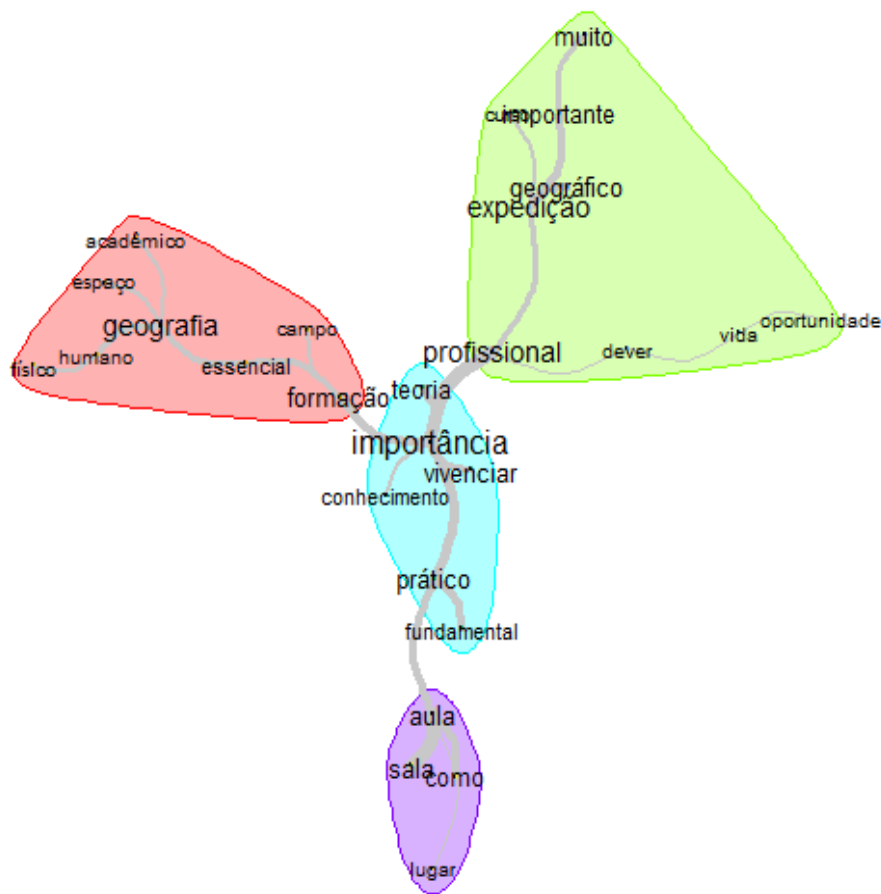 muito
curso
importante
geográfico
expedição
acadêmico
espaço
geografia
campo
oportunidade
vida
profissional
dever
humano
físico
essencial
teoria
formação
importância
vivenciar
conhecimento
prático
fundamental
aula
sala
como
lugar